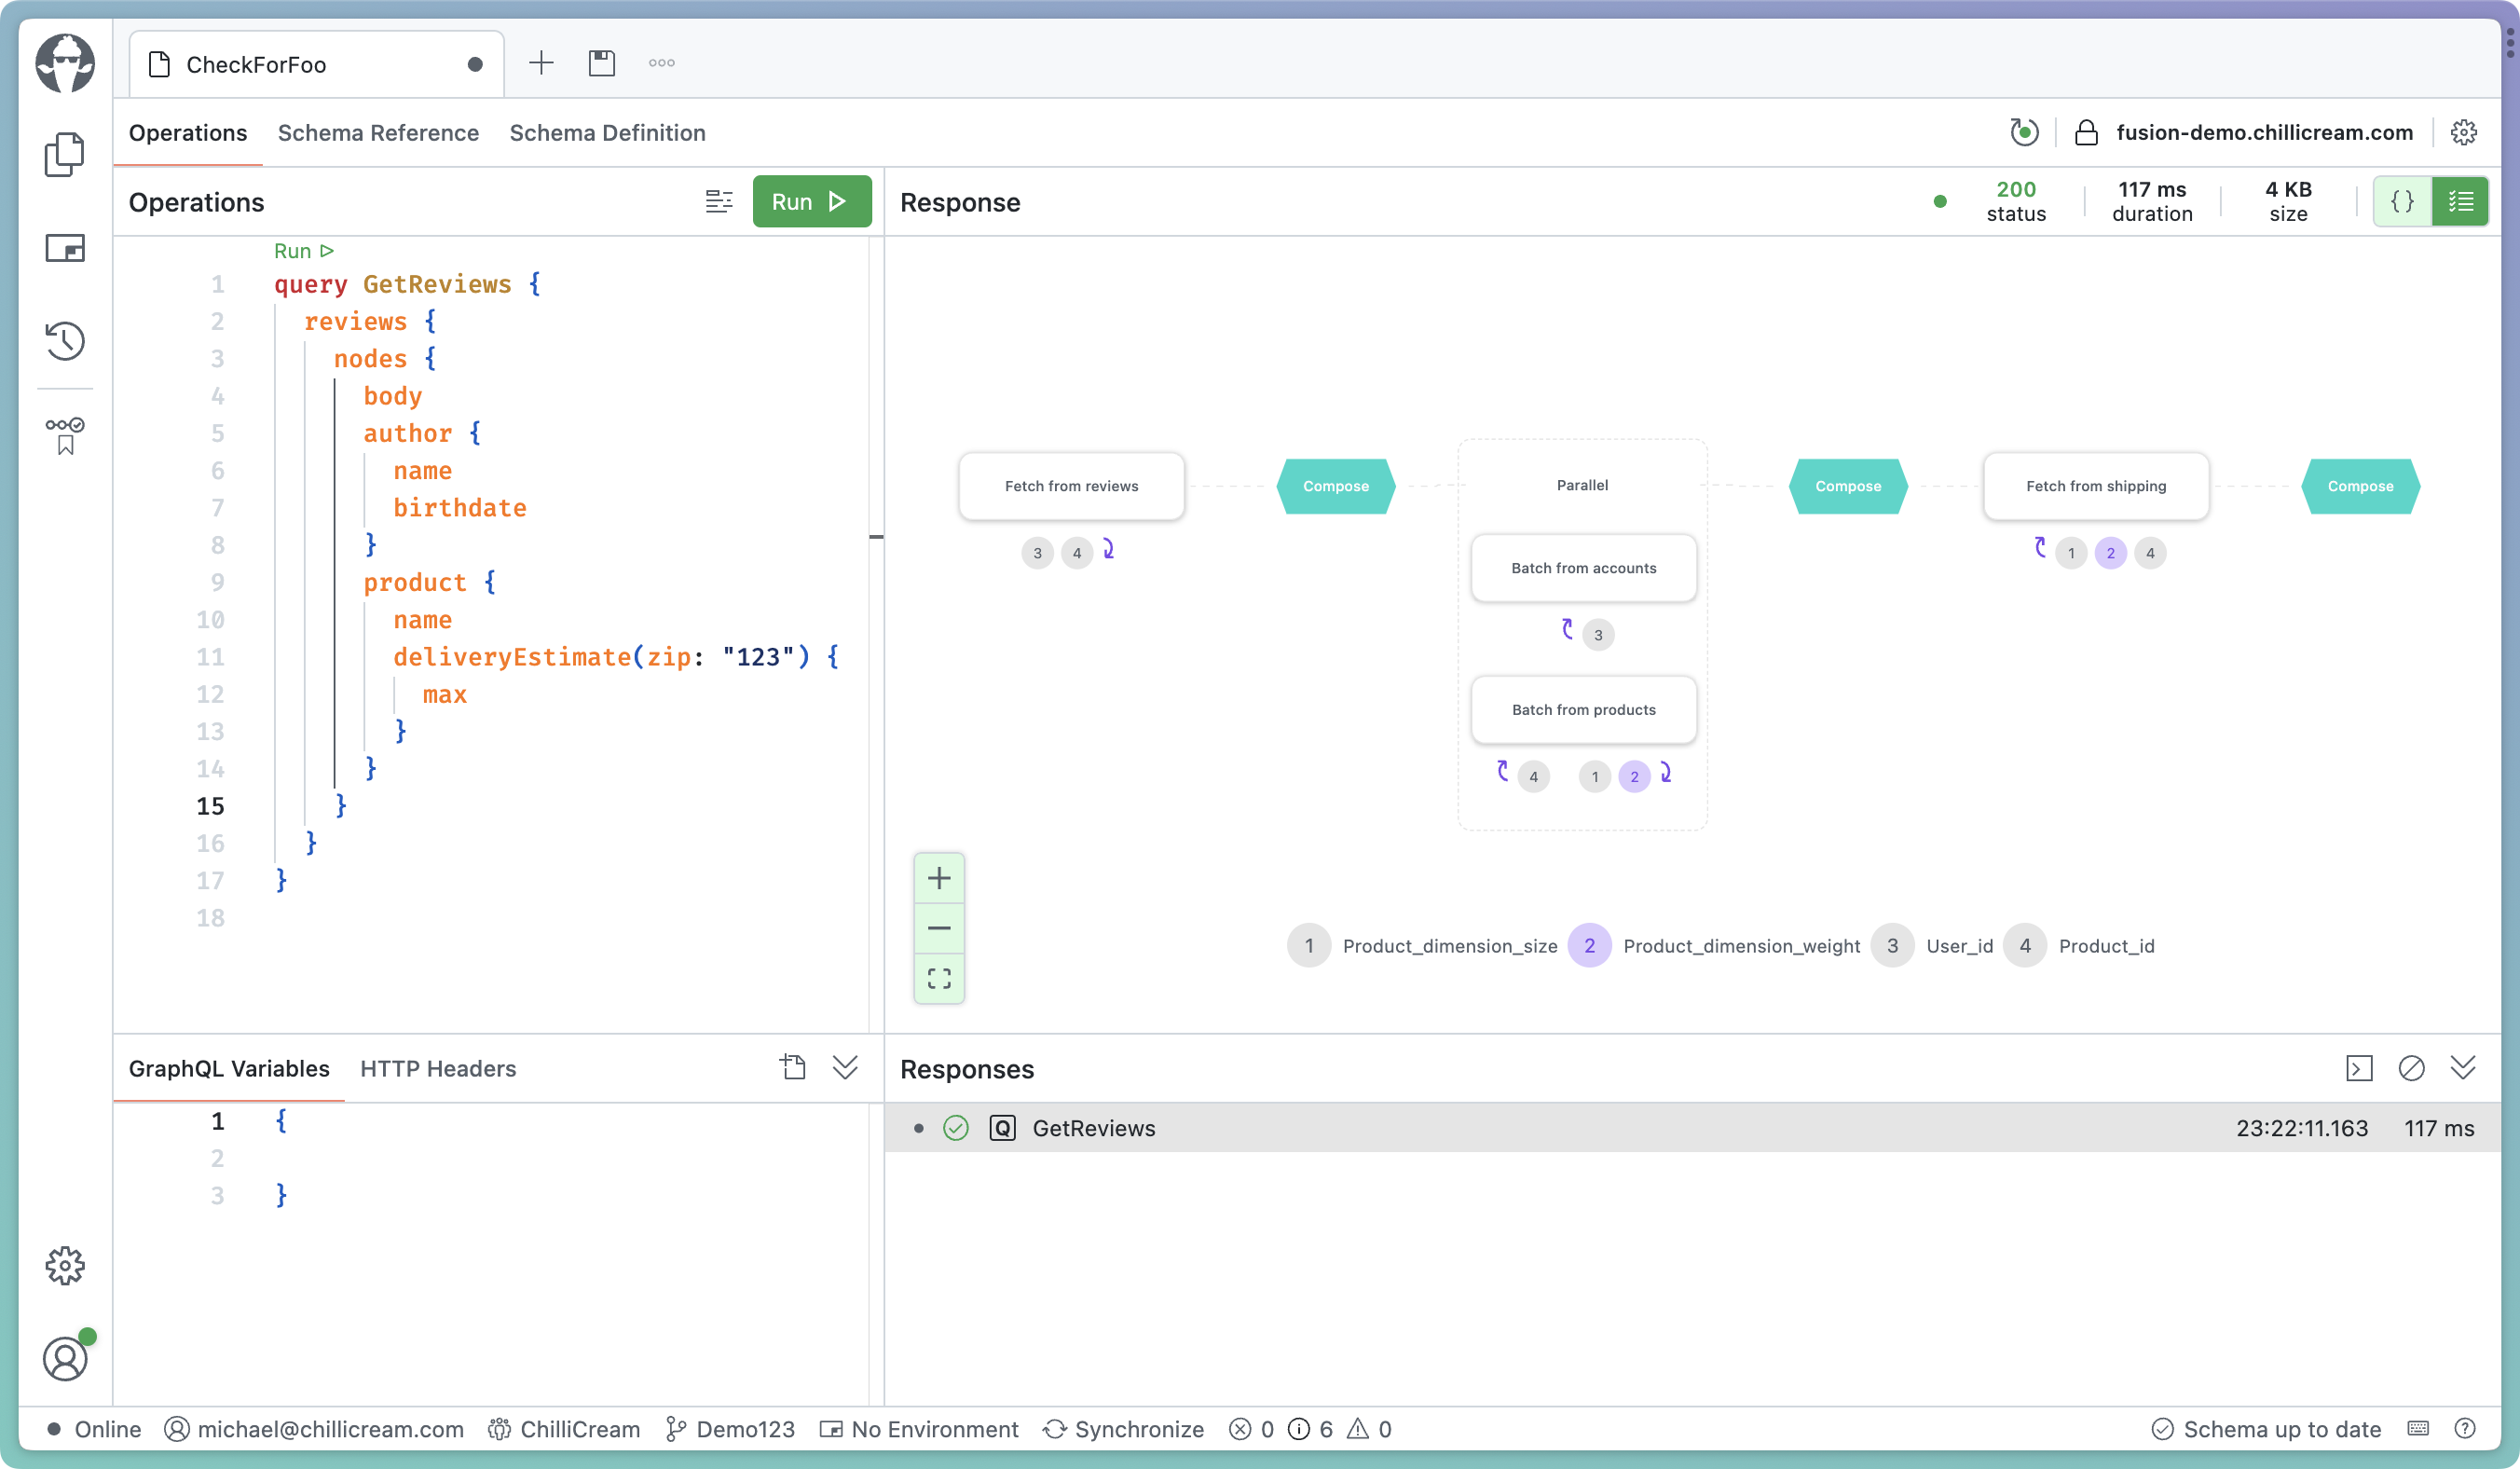 CheckForFoo
Operations Schema Reference Schema Definition
fusion-demo.chillicream.com
Operations
Run
Response
200 status
117 ms duration
4 KB size
{}
Run
1 query GetReviews {
2 reviews {
3 nodes {
4 body
5 author {
6 name
7 birthdate
8 }
9 product {
10 name
11 deliveryEstimate(zip: "123") {
12 max
13 }
14 }
15 }
16 }
17 }
18
Fetch from reviews
3 4
Compose
Parallel
Batch from accounts
3
Batch from products
4 1 2
Compose
Fetch from shipping
1 2 4
Compose
1 Product_dimension_size 2 Product_dimension_weight 3 User_id 4 Product_id
GraphQL Variables HTTP Headers
1 {
2
3 }
Responses
Q GetReviews 23:22:11.163 117 ms
Online michael@chillicream.com ChilliCream Demo123 No Environment Synchronize 0 6 0 Schema up to date